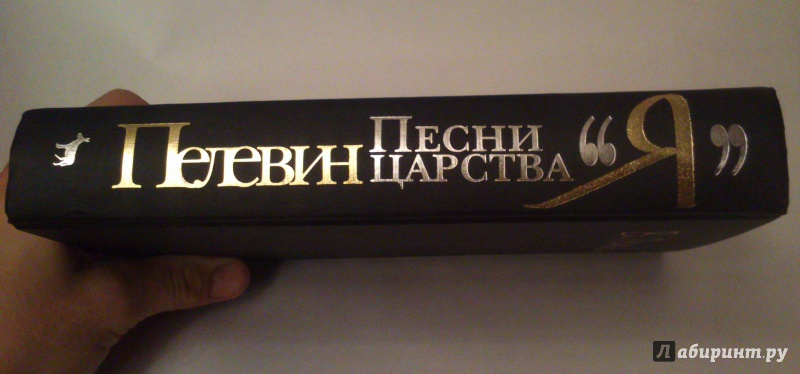 Пелевин
Песни
царства
“Я”
Лабиринт.ру